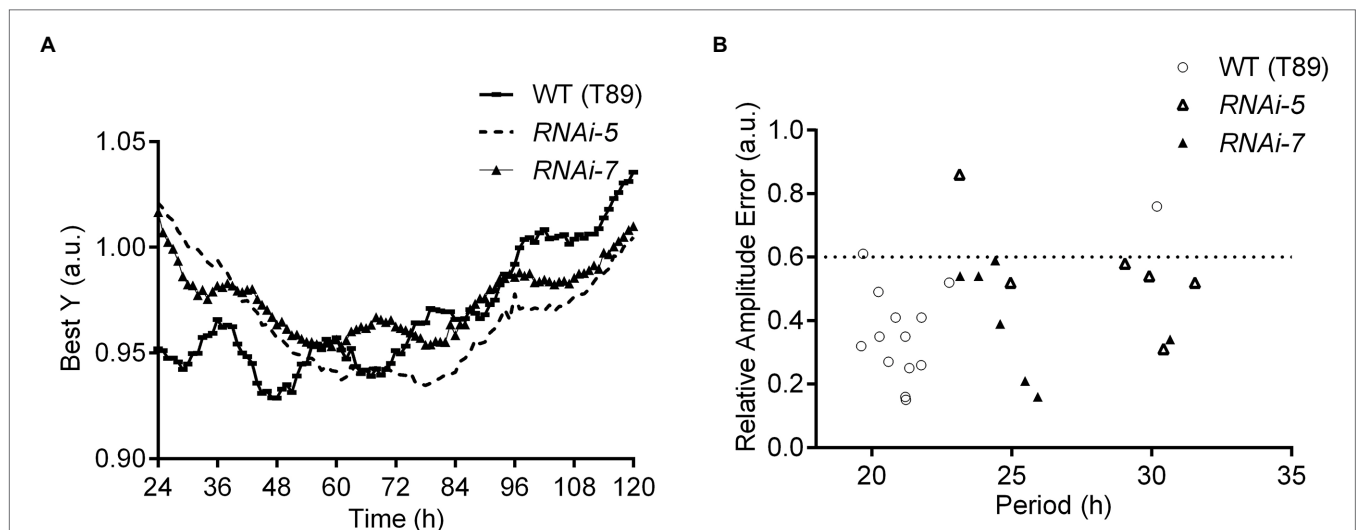 A
WT (T89)
RNAi-5
RNAi-7
Best Y (a.u.)
1.05
1.00
0.95
0.90
24 36 48 60 72 84 96 108 120
Time (h)
B
WT (T89)
RNAi-5
RNAi-7
Relative Amplitude Error (a.u.)
1.0
0.8
0.6
0.4
0.2
0.0
20 25 30 35
Period (h)